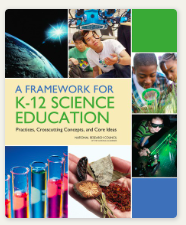 A FRAMEWORK FOR
K-12 SCIENCE
EDUCATION
Practices, Crosscutting Concepts, and Core Ideas
NATIONAL RESEARCH COUNCIL